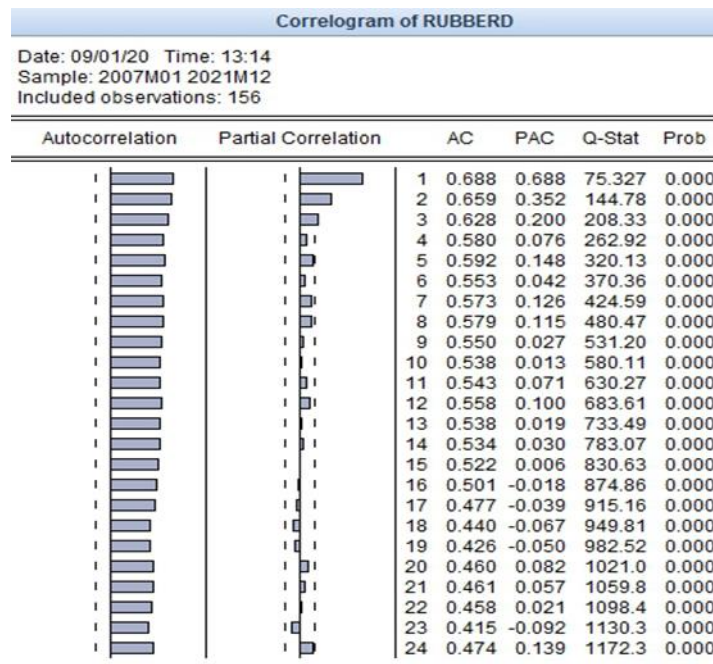 Correlogram of RUBBERD
Date: 09/01/20 Time: 13:14
Sample: 2007M01 2021M12
Included observations: 156
Autocorrelation Partial Correlation AC PAC Q-Stat Prob
1 0.688 0.688 75.327 0.000
2 0.659 0.352 144.78 0.000
3 0.628 0.200 208.33 0.000
4 0.580 0.076 262.92 0.000
5 0.592 0.148 320.13 0.000
6 0.553 0.042 370.36 0.000
7 0.573 0.126 424.59 0.000
8 0.579 0.115 480.47 0.000
9 0.550 0.027 531.20 0.000
10 0.538 0.013 580.11 0.000
11 0.543 0.071 630.27 0.000
12 0.558 0.100 683.61 0.000
13 0.538 0.019 733.49 0.000
14 0.534 0.030 783.07 0.000
15 0.522 0.006 830.63 0.000
16 0.501 -0.018 874.86 0.000
17 0.477 -0.039 915.16 0.000
18 0.440 -0.067 949.81 0.000
19 0.426 -0.050 982.52 0.000
20 0.460 0.082 1021.0 0.000
21 0.461 0.057 1059.8 0.000
22 0.458 0.021 1098.4 0.000
23 0.415 -0.092 1130.3 0.000
24 0.474 0.139 1172.3 0.000